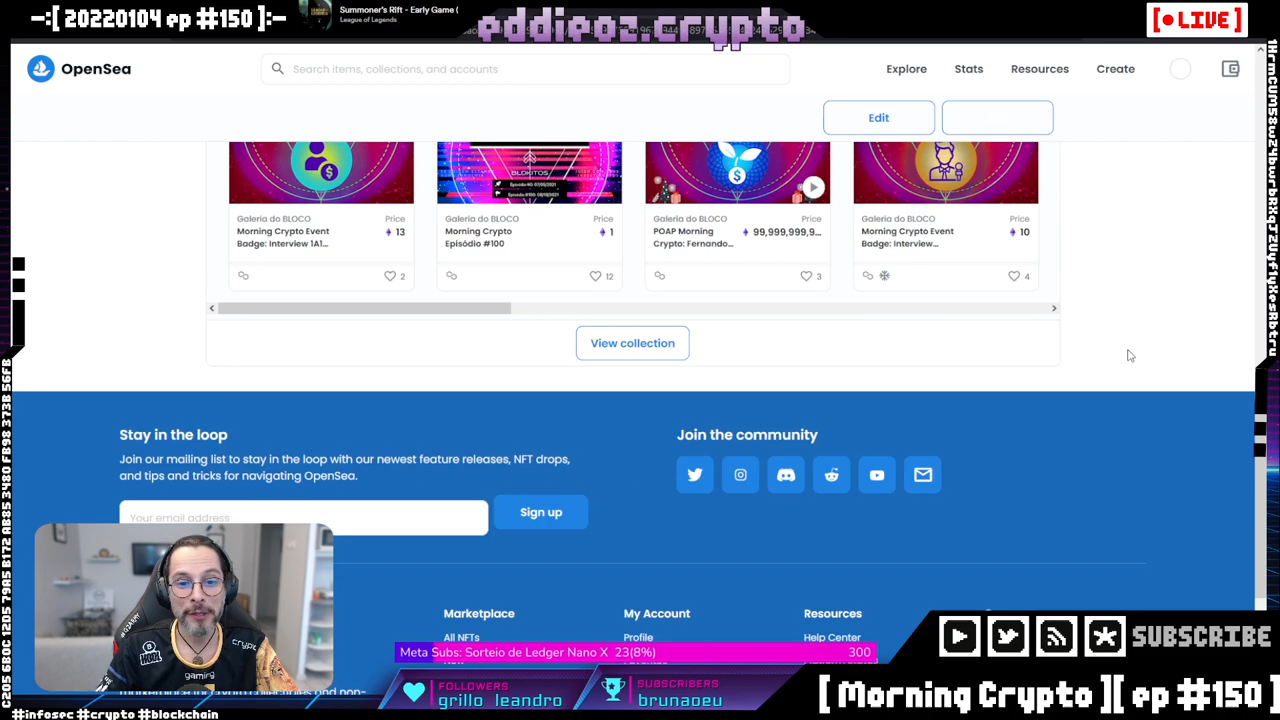 -:[ 20220104 ep #150 ]:-
Summoner's Rift - Early Game (
League of Legends
eddieoz.crypto
[ LIVE ]
OpenSea
Search items, collections, and accounts
Explore
Stats
Resources
Create
Edit
BLOKITOS
Galeria do BLOCO
Price
Morning Crypto Event
13
Badge: Interview 1A1...
2
Galeria do BLOCO
Price
Morning Crypto
1
Episódio #100
12
Galeria do BLOCO
Price
POAP Morning
99,999,999,9...
Crypto: Fernando...
3
Galeria do BLOCO
Price
Morning Crypto Event
10
Badge: Interview...
4
View collection
Stay in the loop
Join our mailing list to stay in the loop with our newest feature releases, NFT drops,
and tips and tricks for navigating OpenSea.
Your email address
Sign up
Join the community
Marketplace
My Account
Resources
All NFTs
Profile
Help Center
Meta Subs: Sorteio de Ledger Nano X 23(8%)
300
FOLLOWERS
grillo_leandro
SUBSCRIBERS
brunaoeu
SUBSCRIBE
[ Morning Crypto ][ ep #150 ]
gaming
#infosec #crypto #blockchain